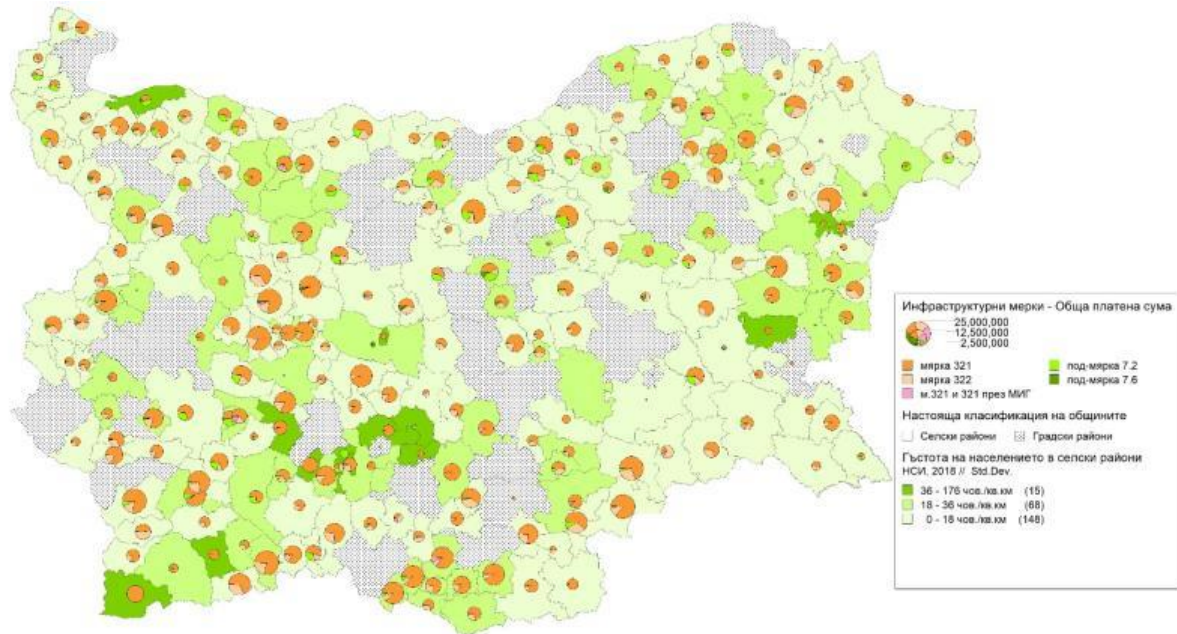 Инфраструктурни мерки - Обща платена сума
25,000,000
12,500,000
2,500,000
мярка 321
под-мярка 7.2
мярка 322
под-мярка 7.6
м.321 и 321 през МИГ
Настояща класификация на общините
Селски райони
Градски райони
Гъстота на населението в селски райони
НСИ, 2018 // Std.Dev.
36 - 176 чов./кв.км (15)
18 - 36 чов./кв.км (68)
0 - 18 чов./кв.км (148)